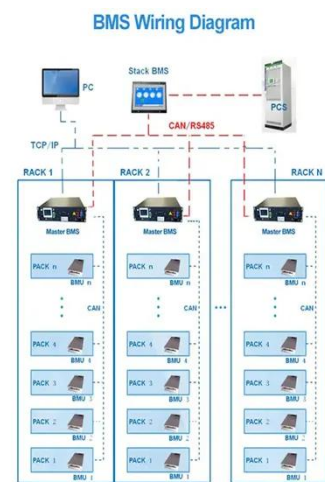 BMS Wiring Diagram
PC
Stack BMS
PCS
CAN/RS485
TCP/IP
RACK 1
RACK 2
RACK N
Master BMS
Master BMS
Master BMS
PACK n
BMU n
PACK n
BMU n
PACK n
BMU n
CAN
...
CAN
PACK 4
BMU 4
PACK 4
BMU 4
PACK 4
BMU 4
PACK 3
BMU 3
PACK 3
BMU 3
PACK 3
BMU 3
PACK 2
BMU 2
PACK 2
BMU 2
PACK 2
BMU 2
PACK 1
BMU 1
PACK 1
BMU 1
PACK 1
BMU 1